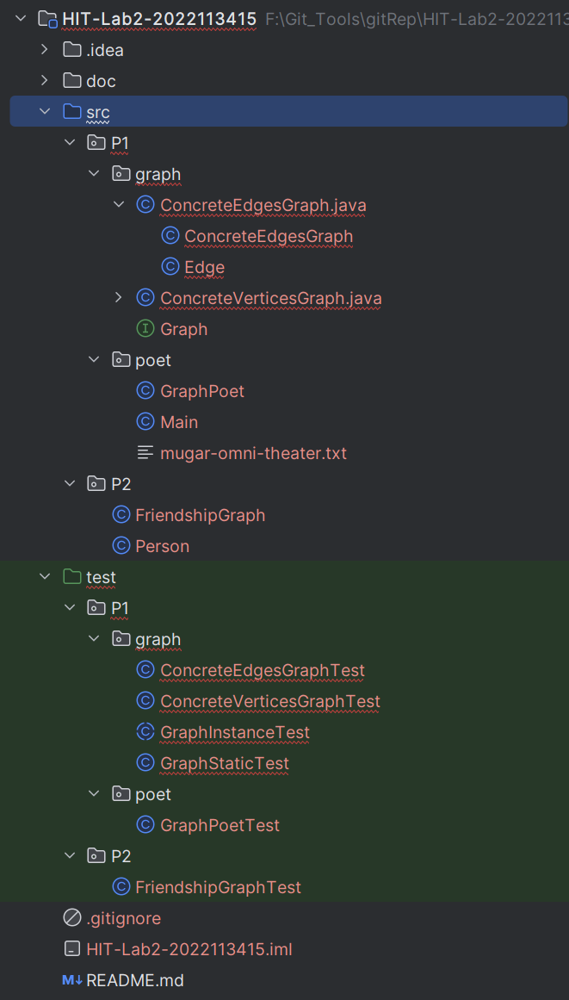 HIT-Lab2-2022113415 F:\Git_Tools\gitRep\HIT-Lab2-202211
.idea
doc
src
P1
graph
ConcreteEdgesGraph.java
ConcreteEdgesGraph
Edge
ConcreteVerticesGraph.java
Graph
poet
GraphPoet
Main
mugar-omni-theater.txt
P2
FriendshipGraph
Person
test
P1
graph
ConcreteEdgesGraphTest
ConcreteVerticesGraphTest
GraphInstanceTest
GraphStaticTest
poet
GraphPoetTest
P2
FriendshipGraphTest
.gitignore
HIT-Lab2-2022113415.iml
README.md